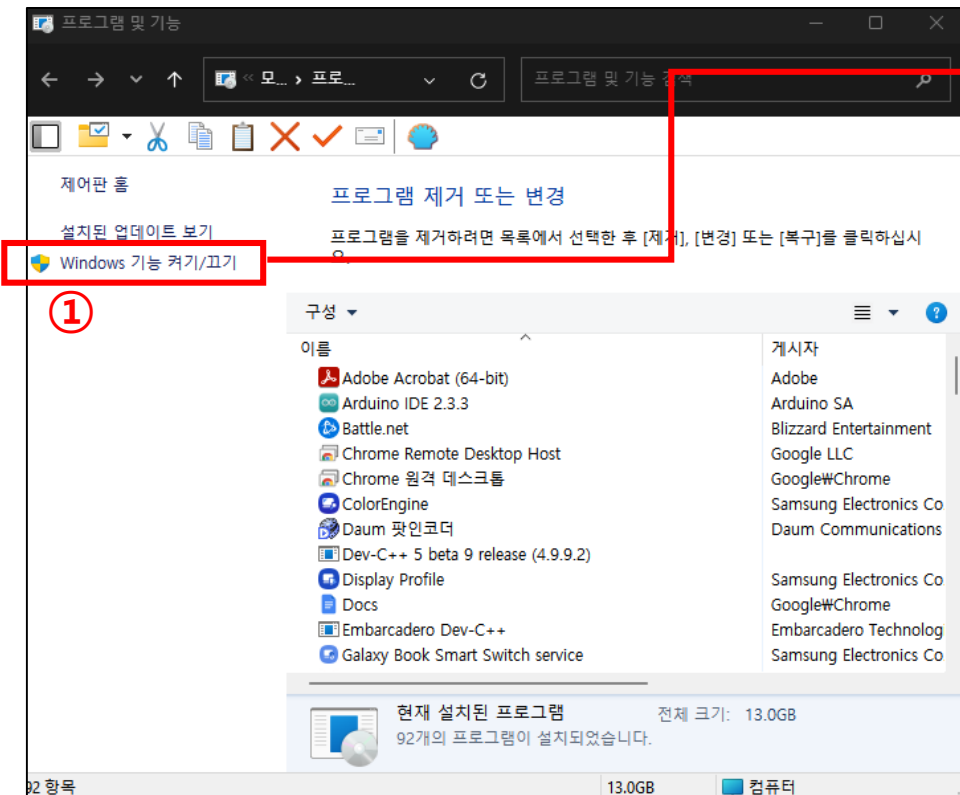 프로그램 및 기능
« 모... › 프로...
프로그램 및 기능 검색
제어판 홈
설치된 업데이트 보기
Windows 기능 켜기/끄기
①
프로그램 제거 또는 변경
프로그램을 제거하려면 목록에서 선택한 후 [제거], [변경] 또는 [복구]를 클릭하십시
오.
구성
이름 게시자
Adobe Acrobat (64-bit) Adobe
Arduino IDE 2.3.3 Arduino SA
Battle.net Blizzard Entertainment
Chrome Remote Desktop Host Google LLC
Chrome 원격 데스크톱 Google₩Chrome
ColorEngine Samsung Electronics Co
Daum 팟인코더 Daum Communications
Dev-C++ 5 beta 9 release (4.9.9.2)
Display Profile Samsung Electronics Co
Docs Google₩Chrome
Embarcadero Dev-C++ Embarcadero Technolog
Galaxy Book Smart Switch service Samsung Electronics Co
현재 설치된 프로그램 전체 크기: 13.0GB
92개의 프로그램이 설치되었습니다.
92 항목 13.0GB 컴퓨터